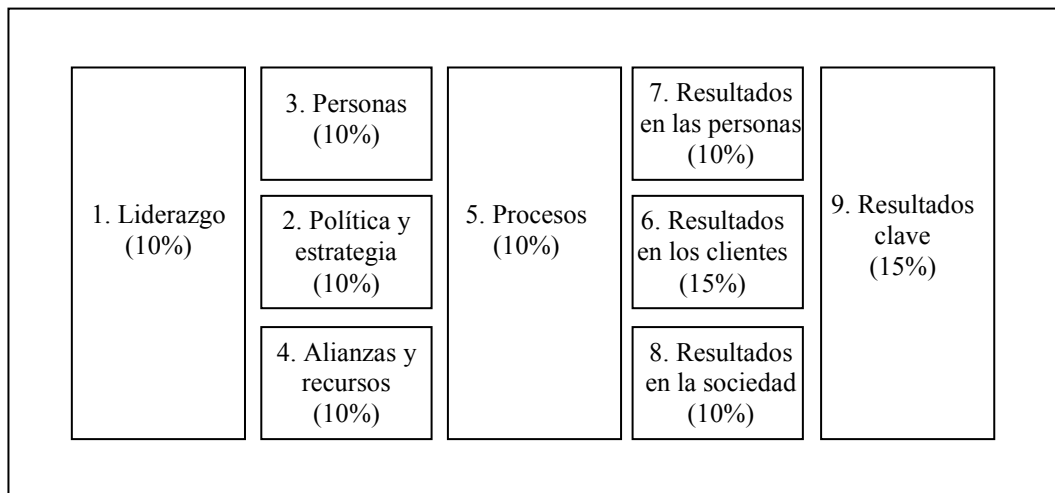 1. Liderazgo
(10%)
3. Personas
(10%)
2. Política y
estrategia
(10%)
4. Alianzas y
recursos
(10%)
5. Procesos
(10%)
7. Resultados
en las personas
(10%)
6. Resultados
en los clientes
(15%)
8. Resultados
en la sociedad
(10%)
9. Resultados
clave
(15%)